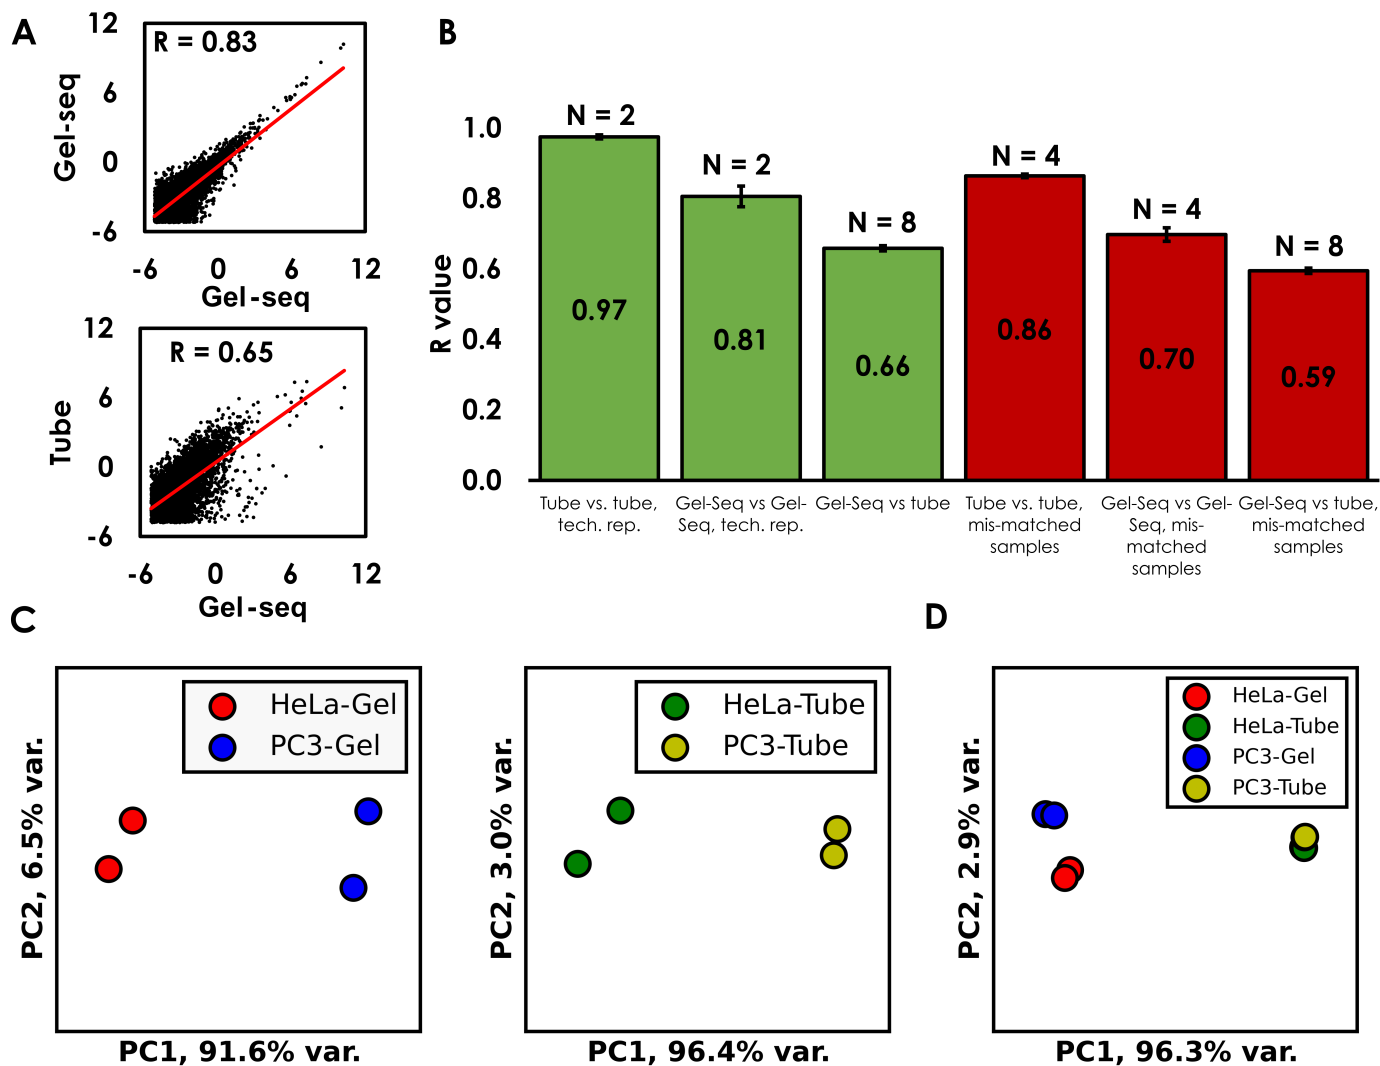 A
12
R = 0.83
6
0
-6
Gel-seq
-6 0 6 12
Gel-seq
12
R = 0.65
6
0
-6
Tube
-6 0 6 12
Gel-seq
B
R value
1.0
0.8
0.6
0.4
0.2
0.0
N = 2
N = 2
N = 8
N = 4
N = 4
N = 8
0.97
0.81
0.66
0.86
0.70
0.59
Tube vs. tube,
tech. rep.
Gel-Seq vs Gel-
Seq, tech. rep.
Gel-Seq vs tube
Tube vs. tube,
mis-matched
samples
Gel-Seq vs Gel-
Seq, mis-
matched
samples
Gel-Seq vs tube,
mis-matched
samples
C
HeLa-Gel
PC3-Gel
PC2, 6.5% var.
PC1, 91.6% var.
HeLa-Tube
PC3-Tube
PC2, 3.0% var.
PC1, 96.4% var.
D
HeLa-Gel
HeLa-Tube
PC3-Gel
PC3-Tube
PC2, 2.9% var.
PC1, 96.3% var.